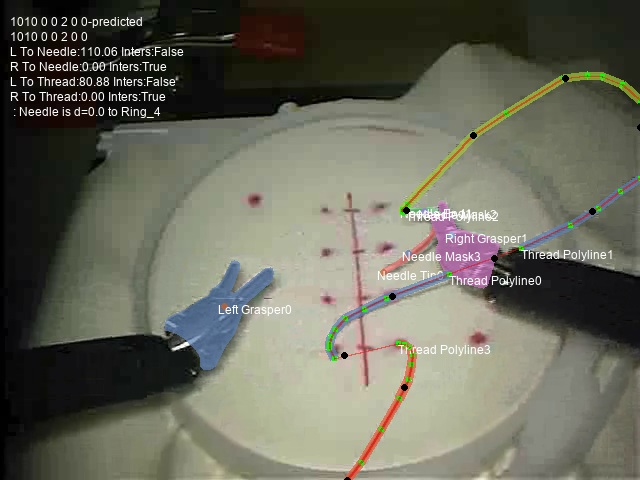 1010 0 0 2 0 0-predicted
1010 0 0 2 0 0
L To Needle:110.06 Inters:False
R To Needle:0.00 Inters:True
L To Thread:80.88 Inters:False
R To Thread:0.00 Inters:True
: Needle is d=0.0 to Ring_4
Thread Polyline2
Right Grasper1
Thread Polyline1
Needle Mask3
Needle Tip
Thread Polyline0
Left Grasper0
Thread Polyline3